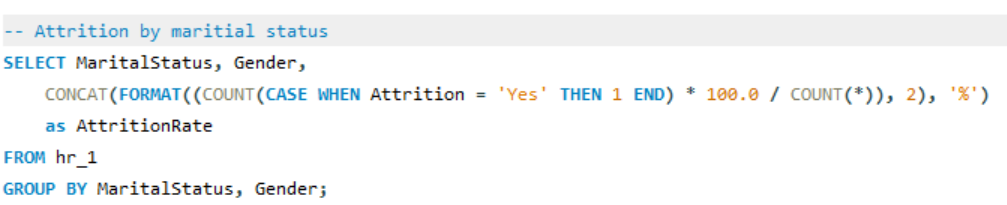 -- Attrition by maritial status
SELECT MaritalStatus, Gender,
    CONCAT(FORMAT((COUNT(CASE WHEN Attrition = 'Yes' THEN 1 END) * 100.0 / COUNT(*)), 2), '%')
    as AttritionRate
FROM hr_1
GROUP BY MaritalStatus, Gender;